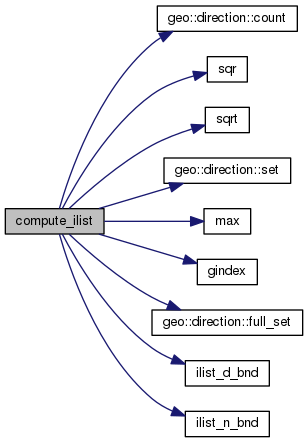 geo::direction::count
sqr
sqrt
geo::direction::set
compute_ilist
max
gindex
geo::direction::full_set
ilist_d_bnd
ilist_n_bnd